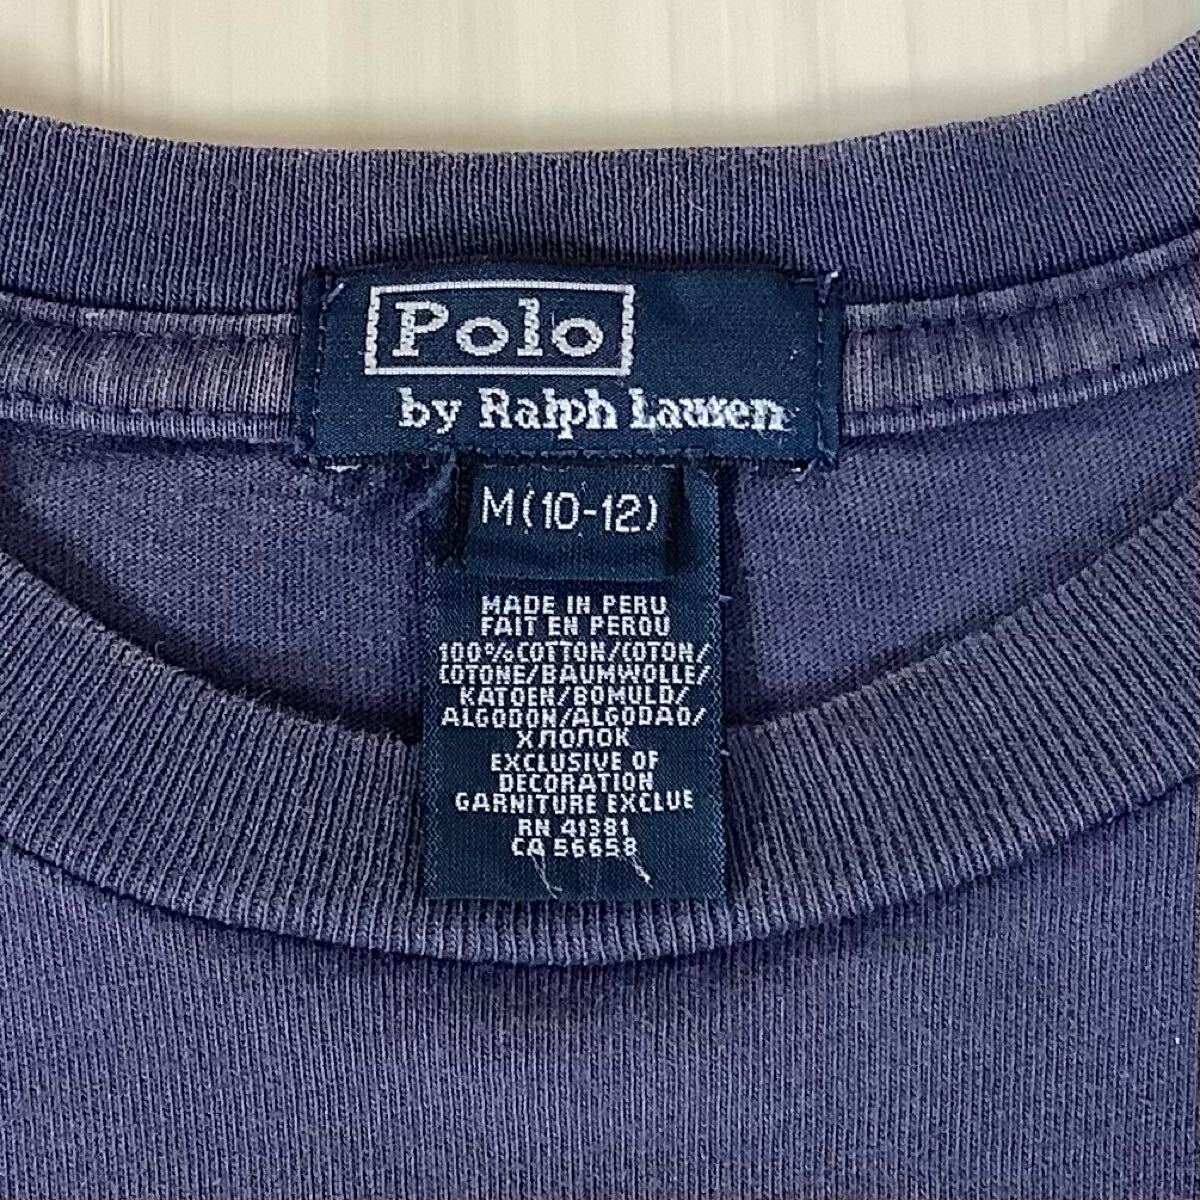 Polo
by Ralph Lauren
M(10-12)
MADE IN PERU
FAIT EN PEROU
100%COTTON/COTON/
COTONE/BAUMWOLLE/
KATOEN/BOMULD/
ALGODON/ALGODAO/
ХЛОПОК
EXCLUSIVE OF
DECORATION
GARNITURE EXCLUE
RN 41381
CA 56658